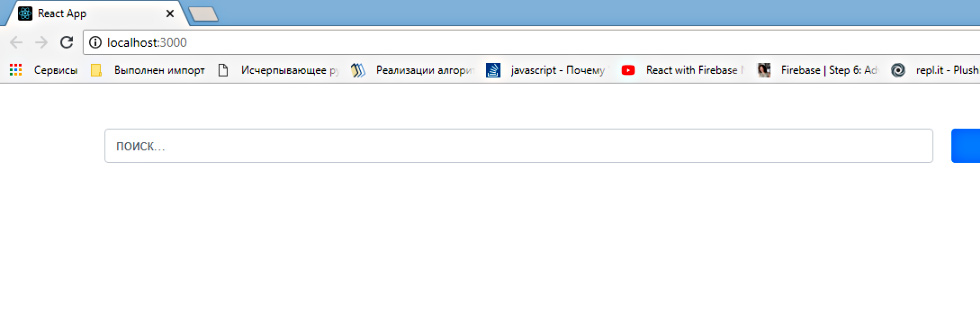 React App
localhost:3000
Сервисы Выполнен импорт Исчерпывающее ру Реализации алгори javascript - Почему React with Firebase Firebase | Step 6: Ad repl.it - Plush
поиск...